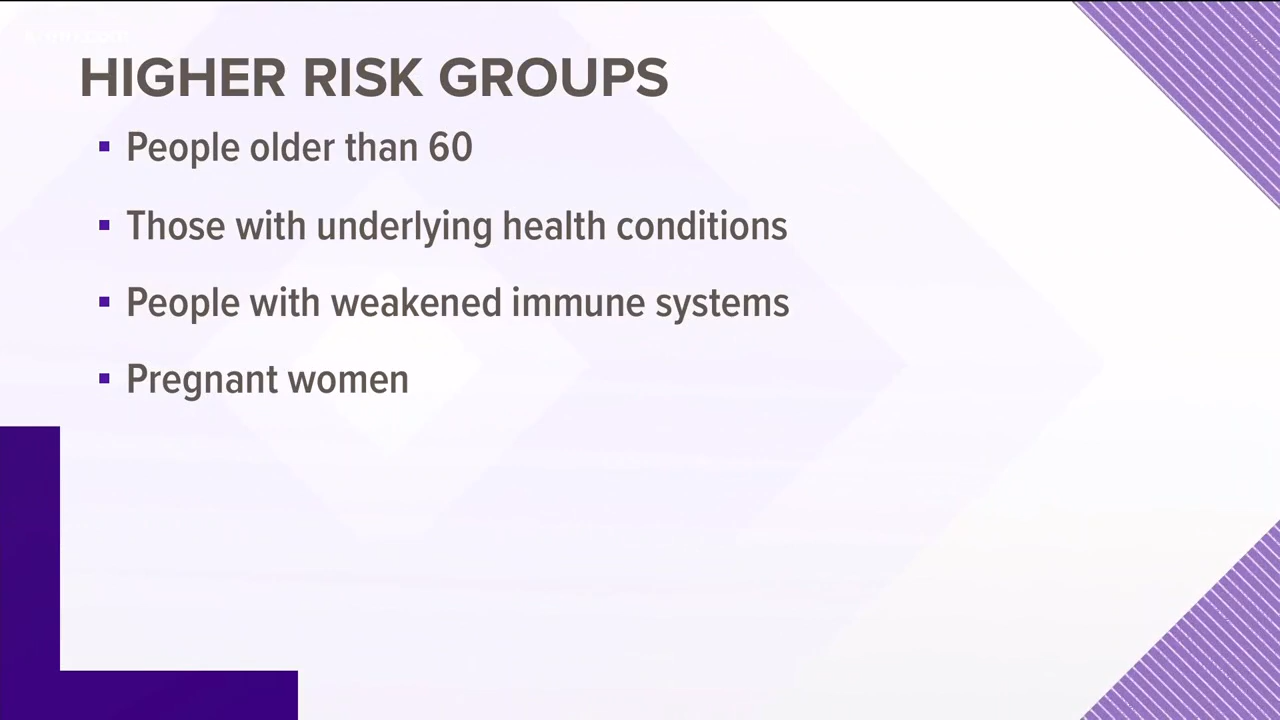 HIGHER RISK GROUPS
▪ People older than 60
▪ Those with underlying health conditions
▪ People with weakened immune systems
▪ Pregnant women